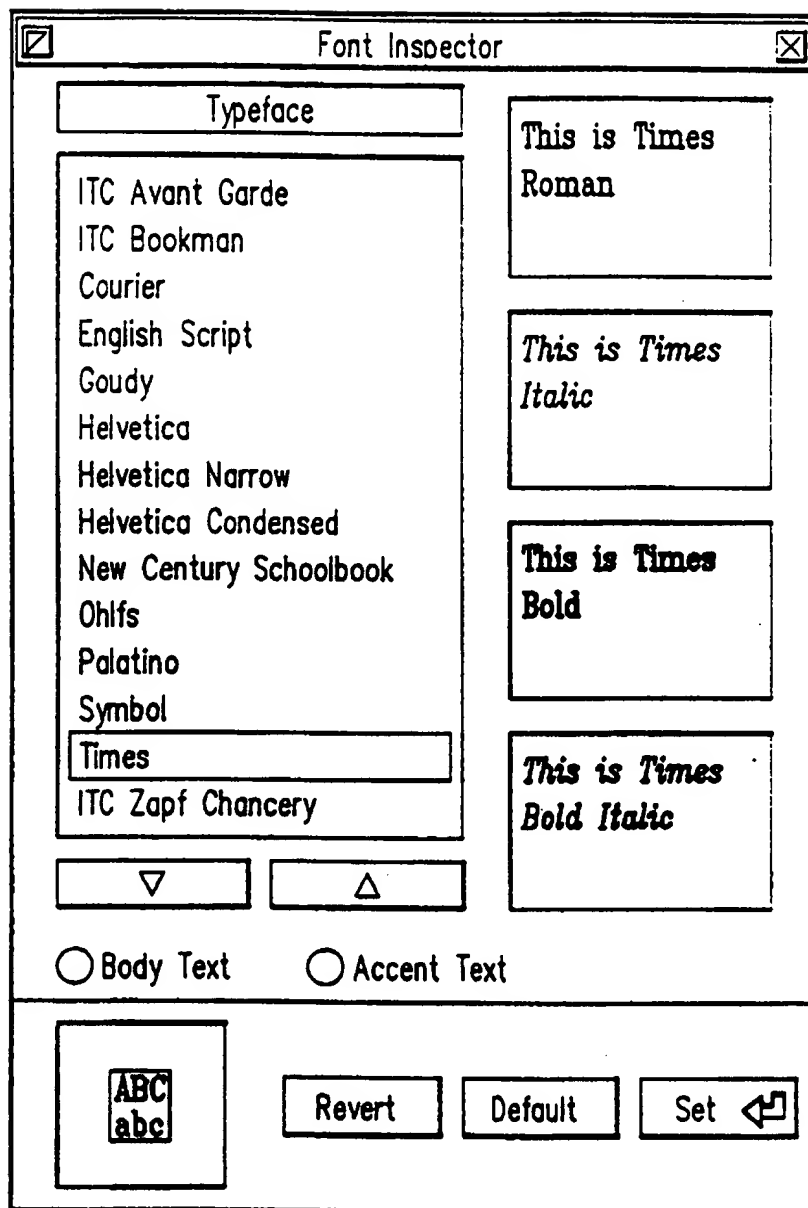 Font Inspector
Typeface
ITC Avant Garde
ITC Bookman
Courier
English Script
Goudy
Helvetica
Helvetica Narrow
Helvetica Condensed
New Century Schoolbook
Ohlfs
Palatino
Symbol
Times
ITC Zapf Chancery
This is Times
Roman
This is Times
Italic
This is Times
Bold
This is Times
Bold Italic
Body Text
Accent Text
ABC
abc
Revert
Default
Set